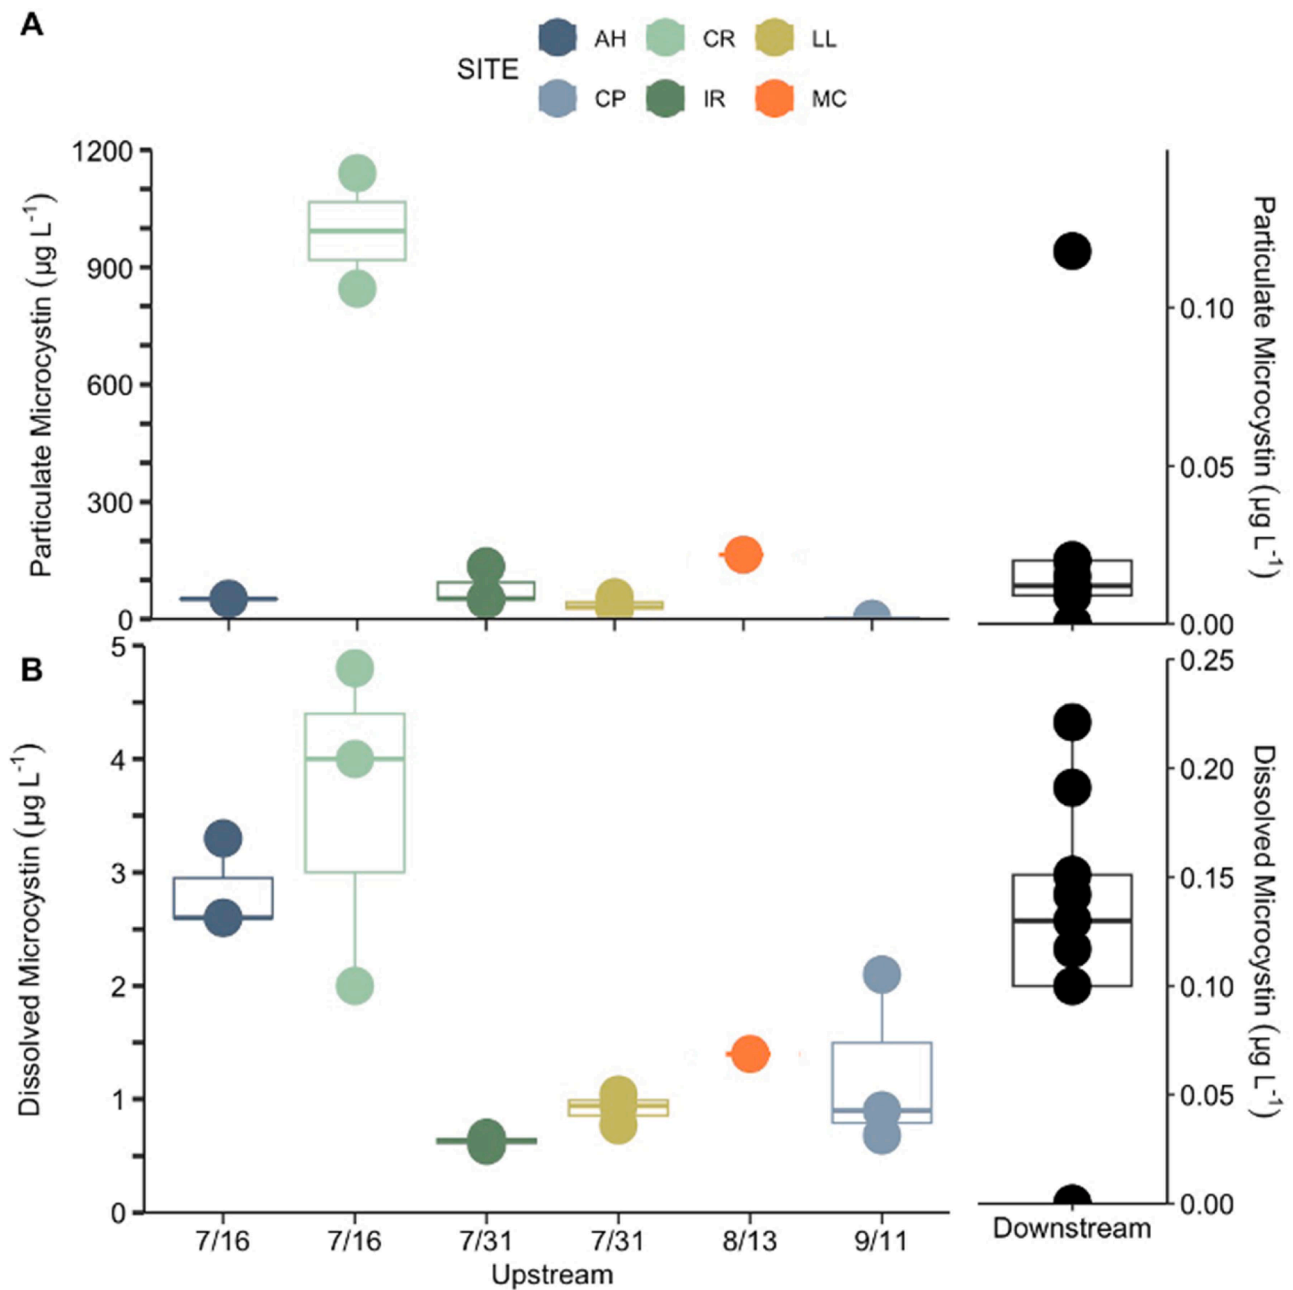 A
SITE
AH
CR
LL
CP
IR
MC
Particulate Microcystin (µg L⁻¹)
1200
900
600
300
0
0.10
0.05
0.00
Particulate Microcystin (µg L⁻¹)
B
Dissolved Microcystin (µg L⁻¹)
5
4
3
2
1
0
7/16
7/16
7/31
7/31
8/13
9/11
Upstream
0.25
0.20
0.15
0.10
0.05
0.00
Dissolved Microcystin (µg L⁻¹)
Downstream